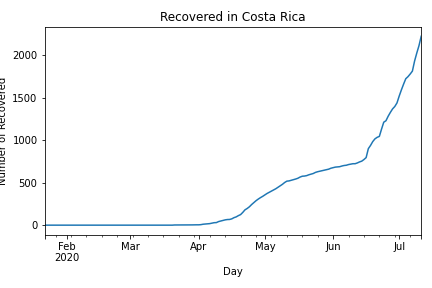 Recovered in Costa Rica
Number of Recovered
2000
1500
1000
500
0
Feb
2020
Mar
Apr
May
Jun
Jul
Day